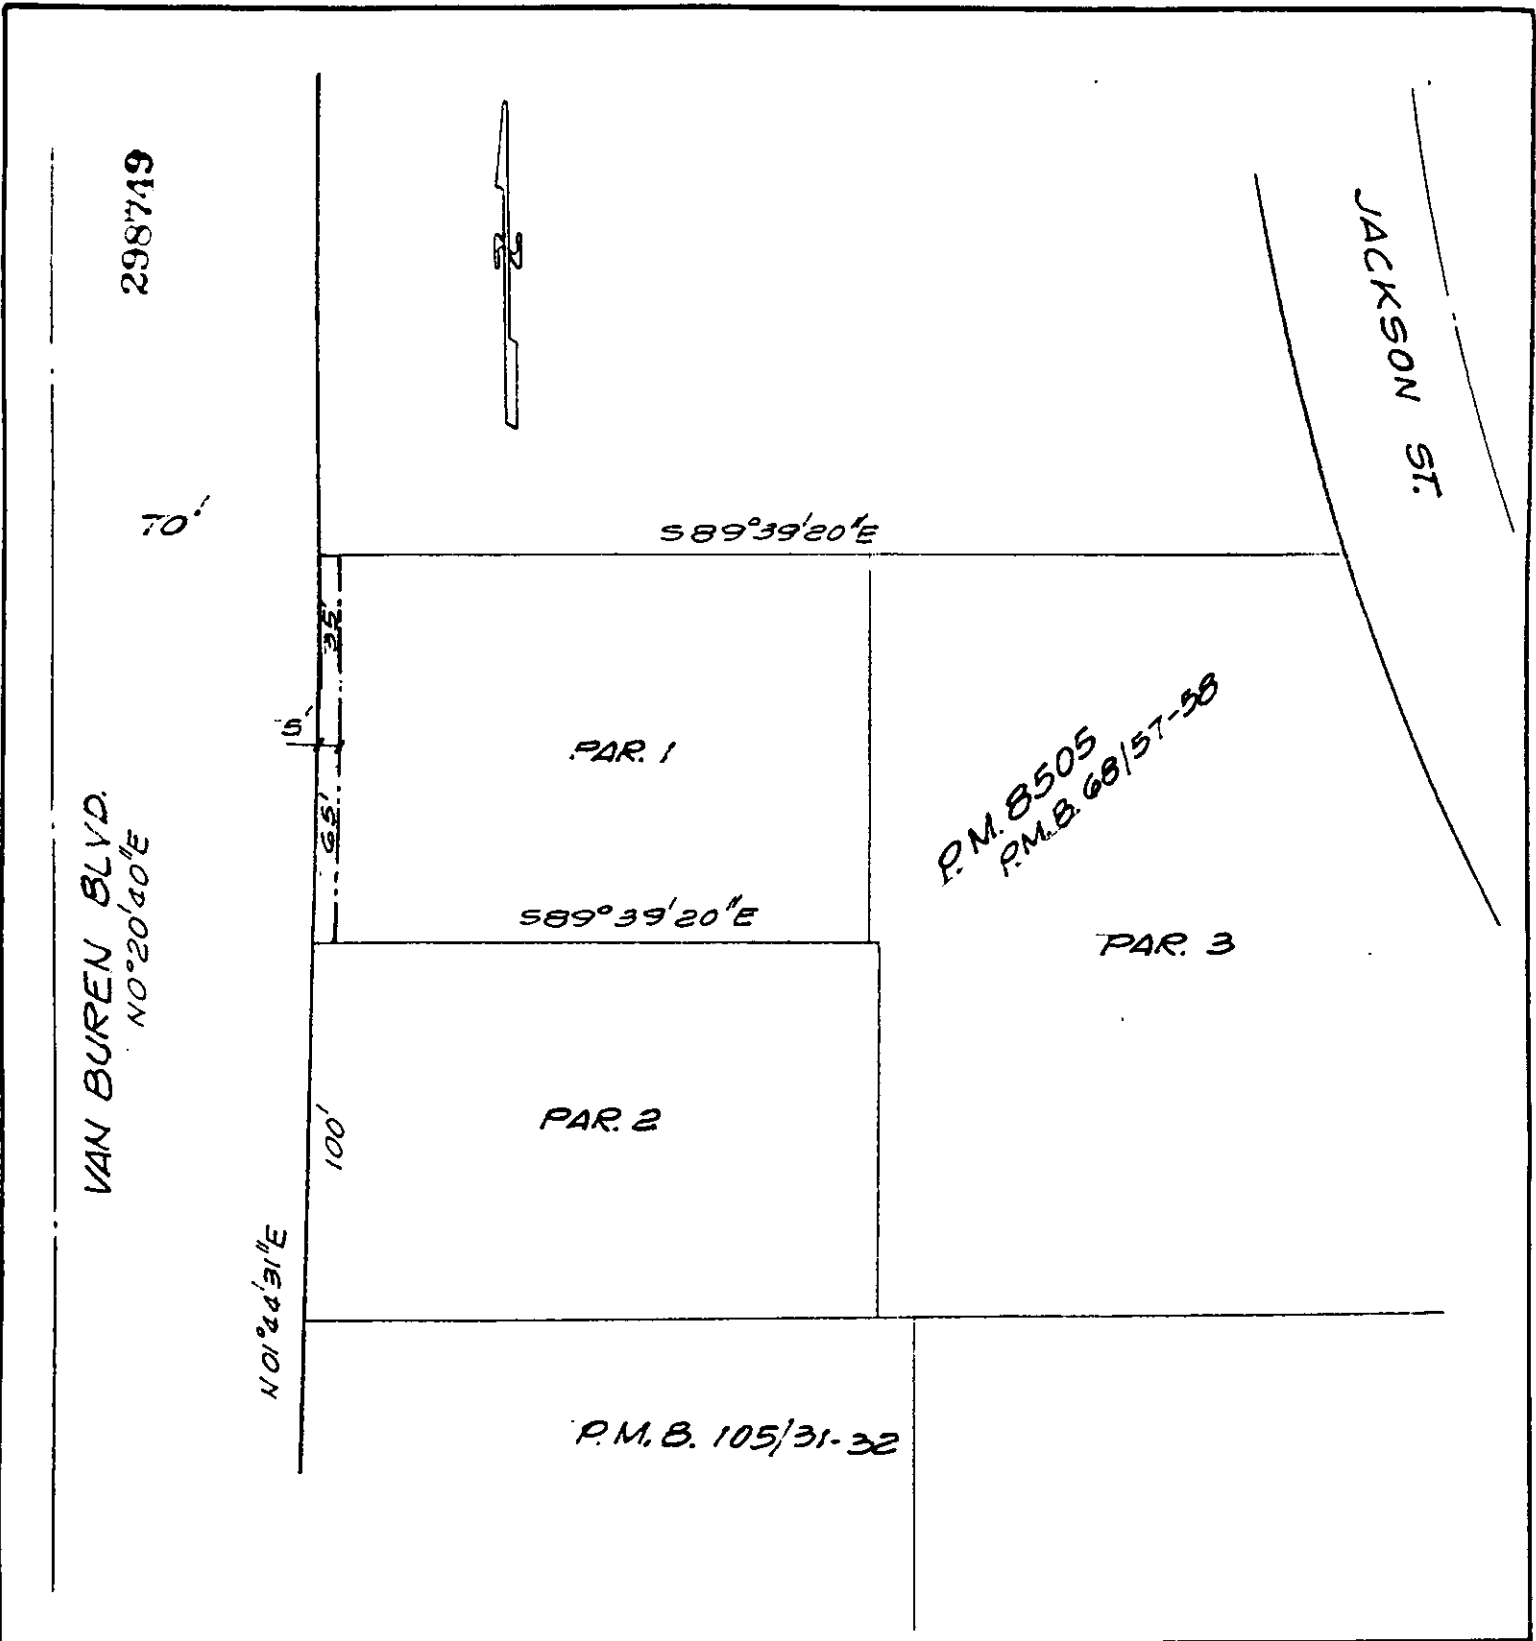 298749
N
JACKSON ST.
70'
S89°39'20"E
35'
5'
PAR. 1
65'
P.M. 8505
P.M.B. 68/57-58
VAN BUREN BLVD.
N0°20'40"E
S89°39'20"E
PAR. 3
PAR. 2
100'
N01°44'31"E
P.M.B. 105/31-32